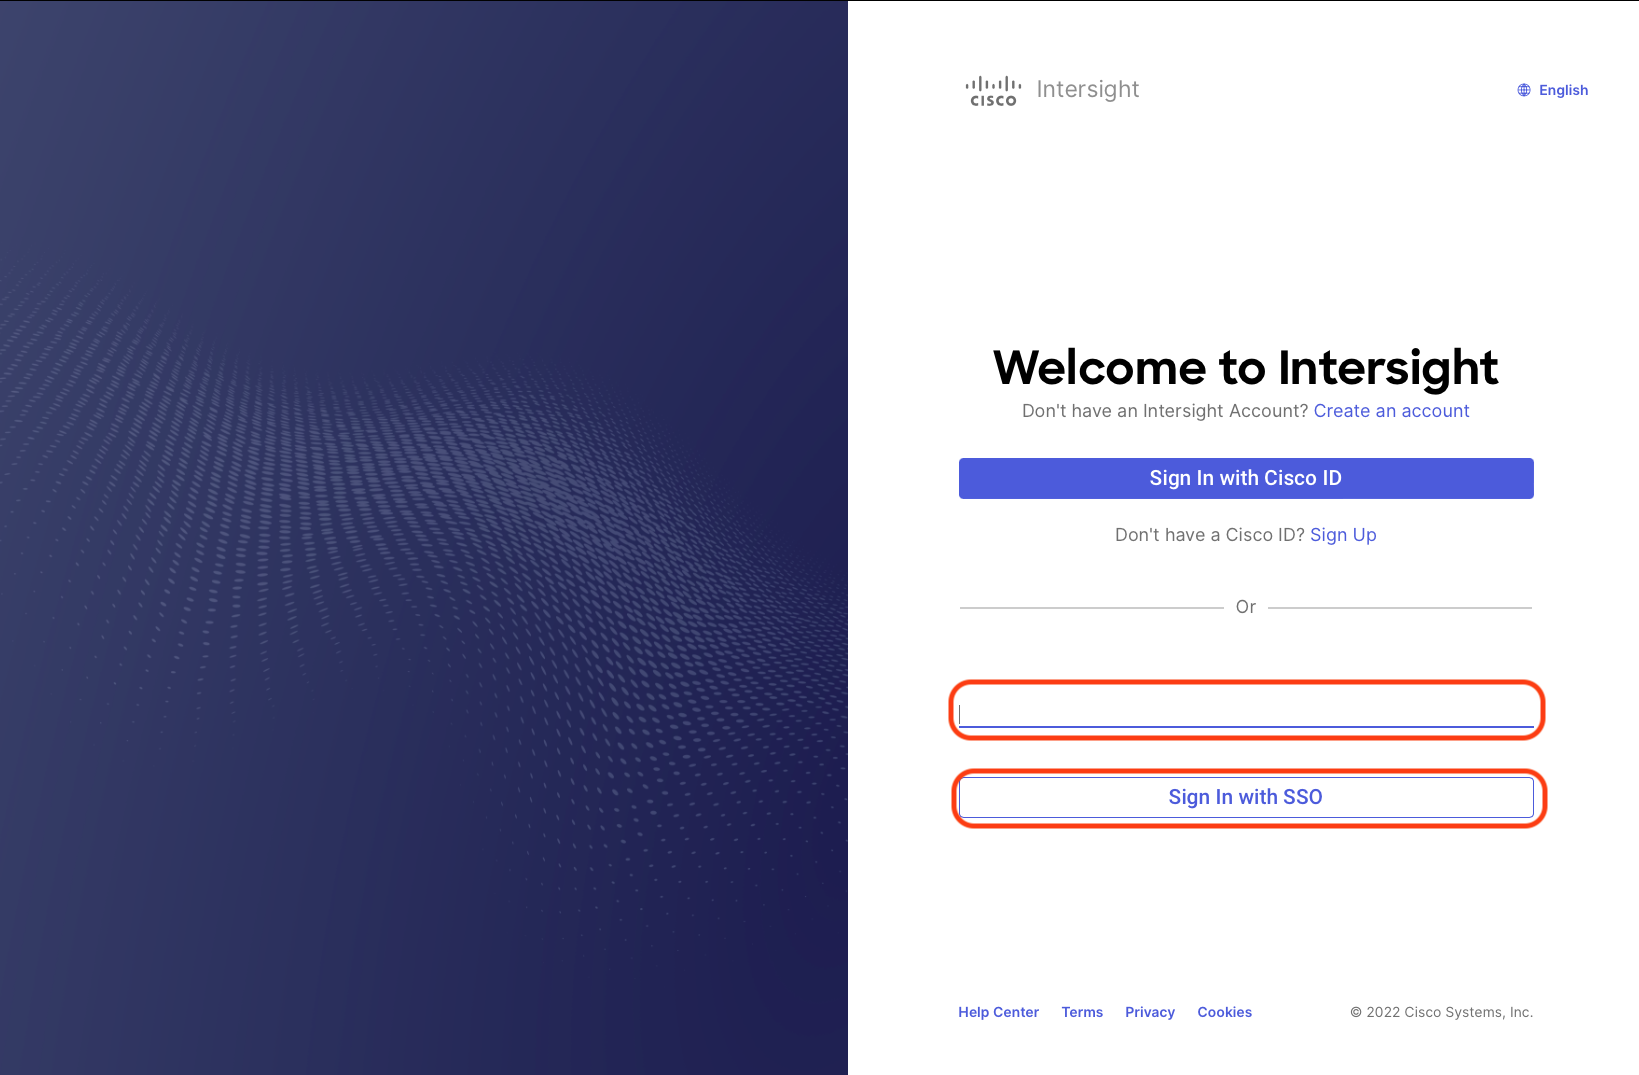 CISCO Intersight
English
Welcome to Intersight
Don't have an Intersight Account? Create an account
Sign In with Cisco ID
Don't have a Cisco ID? Sign Up
Or
Sign In with SSO
Help Center Terms Privacy Cookies © 2022 Cisco Systems, Inc.